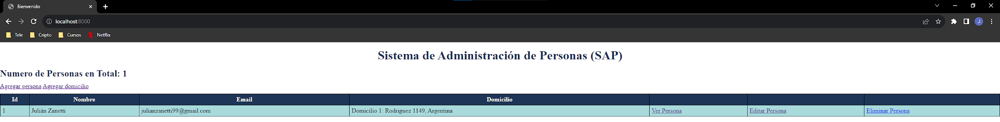 Bienvenido
localhost:8000
Tele Cripto Cursos Netflix
J
Sistema de Administración de Personas (SAP)
Numero de Personas en Total: 1
Agregar persona Agregar domicilio
Id Nombre Email Domicilio
1 Julián Zanetti julianzanetti99@gmail.com Domicilio 1: Rodriguez 1149, Argentina Ver Persona Editar Persona Eliminar Persona